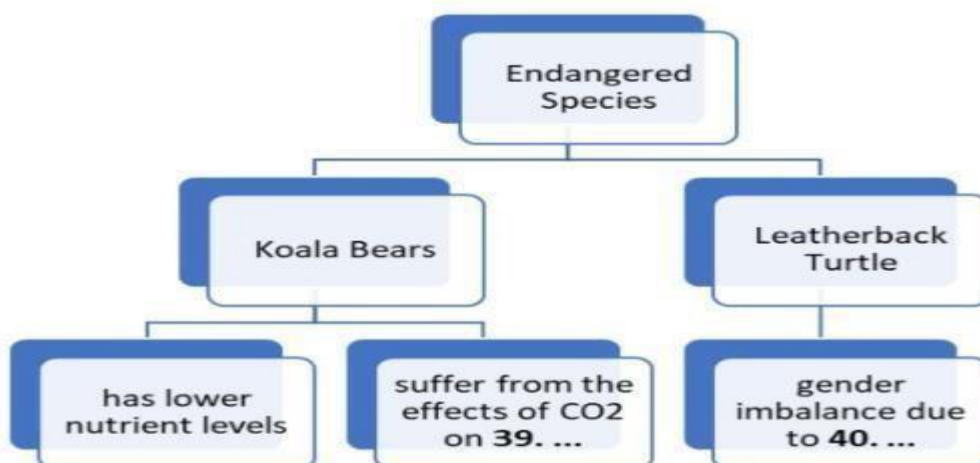 Endangered
Species
Koala Bears
Leatherback
Turtle
has lower
nutrient levels
suffer from the
effects of CO2
on 39. ...
gender
imbalance due
to 40. ...